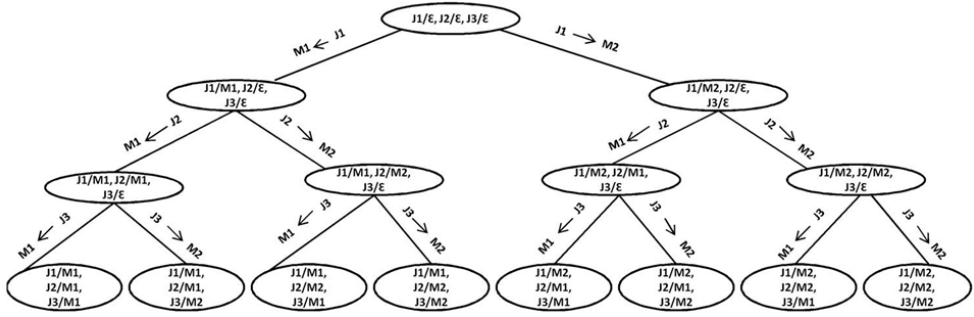 J1/Ɛ, J2/Ɛ, J3/Ɛ
M1 ← J1
J1 → M2
J1/M1, J2/Ɛ,
J3/Ɛ
J1/M2, J2/Ɛ,
J3/Ɛ
M1 ← J2
J2 → M2
M1 ← J2
J2 → M2
J1/M1, J2/M1,
J3/Ɛ
J1/M1, J2/M2,
J3/Ɛ
J1/M2, J2/M1,
J3/Ɛ
J1/M2, J2/M2,
J3/Ɛ
M1 ← J3
J3 → M2
M1 ← J3
J3 → M2
M1 ← J3
J3 → M2
M1 ← J3
J3 → M2
J1/M1,
J2/M1,
J3/M1
J1/M1,
J2/M1,
J3/M2
J1/M1,
J2/M2,
J3/M1
J1/M1,
J2/M2,
J3/M2
J1/M2,
J2/M1,
J3/M1
J1/M2,
J2/M1,
J3/M2
J1/M2,
J2/M2,
J3/M1
J1/M2,
J2/M2,
J3/M2